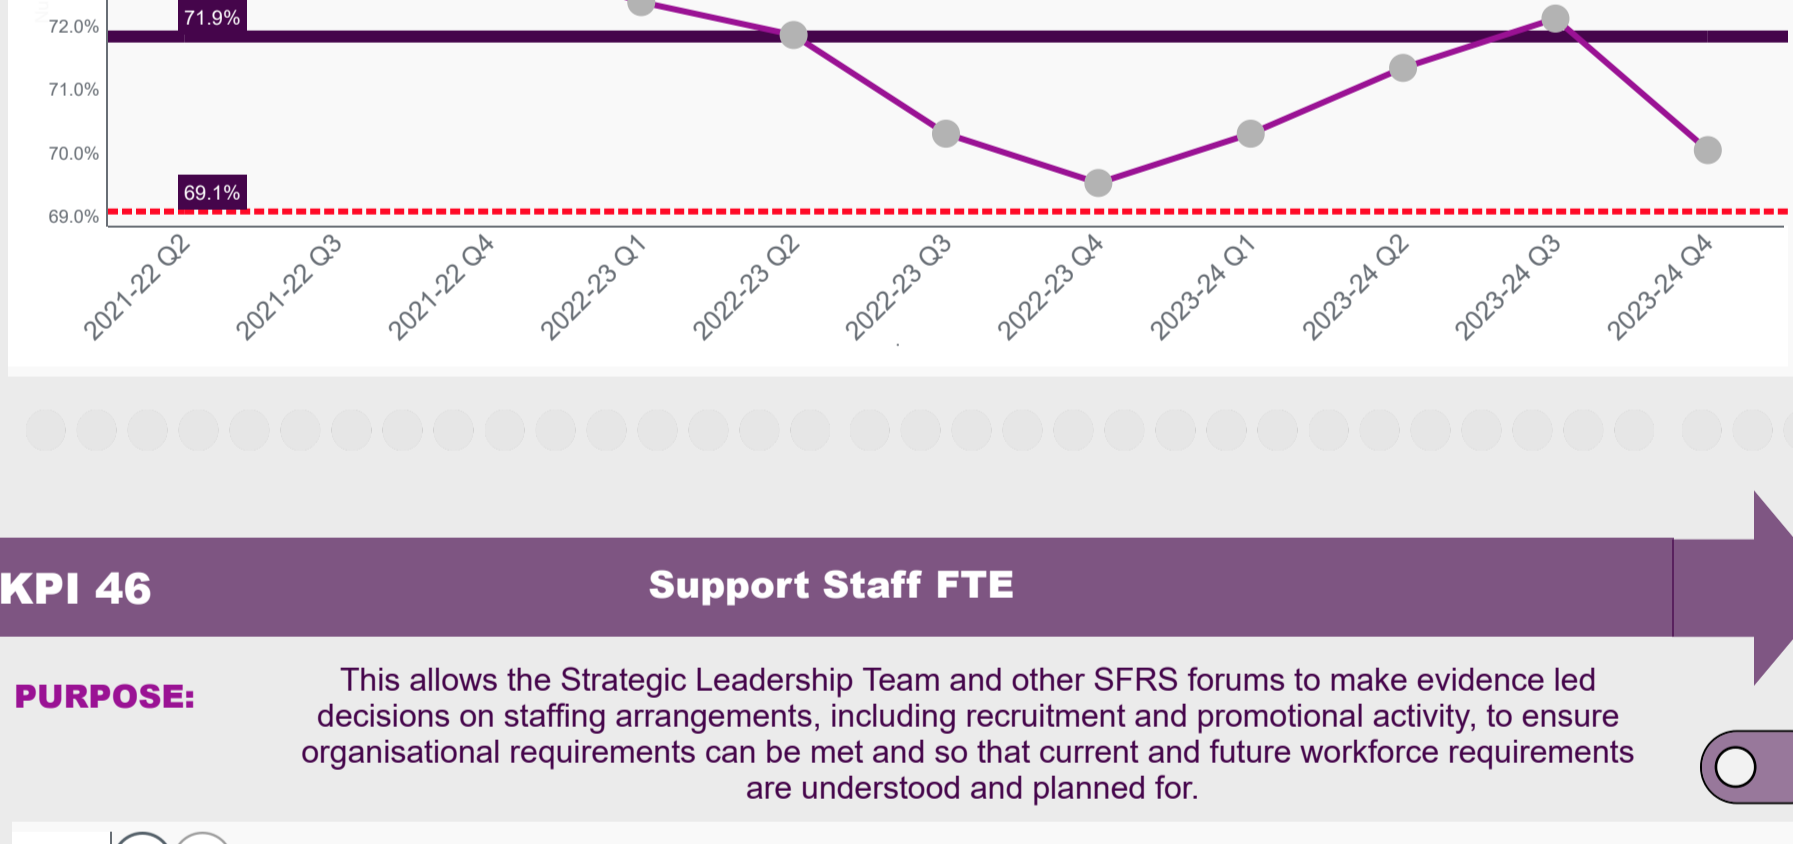 71.9%
72.0%
71.0%
70.0%
69.1%
69.0%
2021-22 Q2
2021-22 Q3
2021-22 Q4
2022-23 Q1
2022-23 Q2
2022-23 Q3
2022-23 Q4
2023-24 Q1
2023-24 Q2
2023-24 Q3
2023-24 Q4
KPI 46
Support Staff FTE
PURPOSE:
This allows the Strategic Leadership Team and other SFRS forums to make evidence led
decisions on staffing arrangements, including recruitment and promotional activity, to ensure
organisational requirements can be met and so that current and future workforce requirements
are understood and planned for.